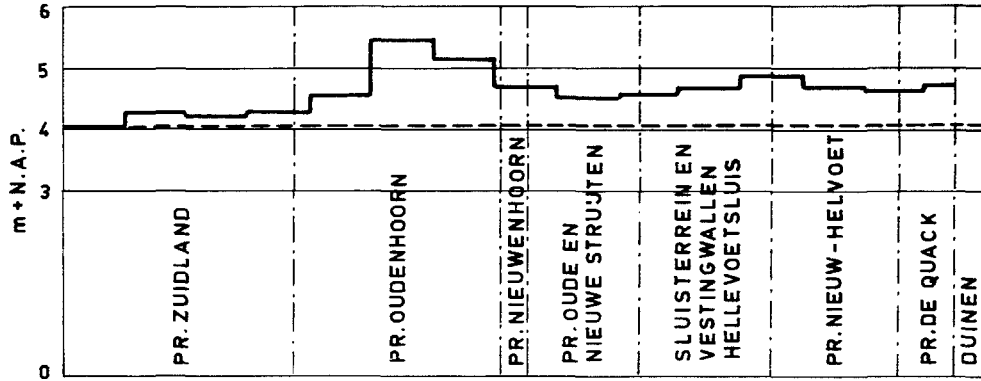 6
5
4
3
0
m + N.A.P.
PR. ZUIDLAND
PR. OUDENHOORN
PR. NIEUWENHOORN
PR. OUDE EN
NIEUWE STRUIJTEN
SLUISTERREIN EN
VESTINGWALLEN
HELLEVOETSLUIS
PR. NIEUW-HELVOET
PR. DE QUACK
DUINEN